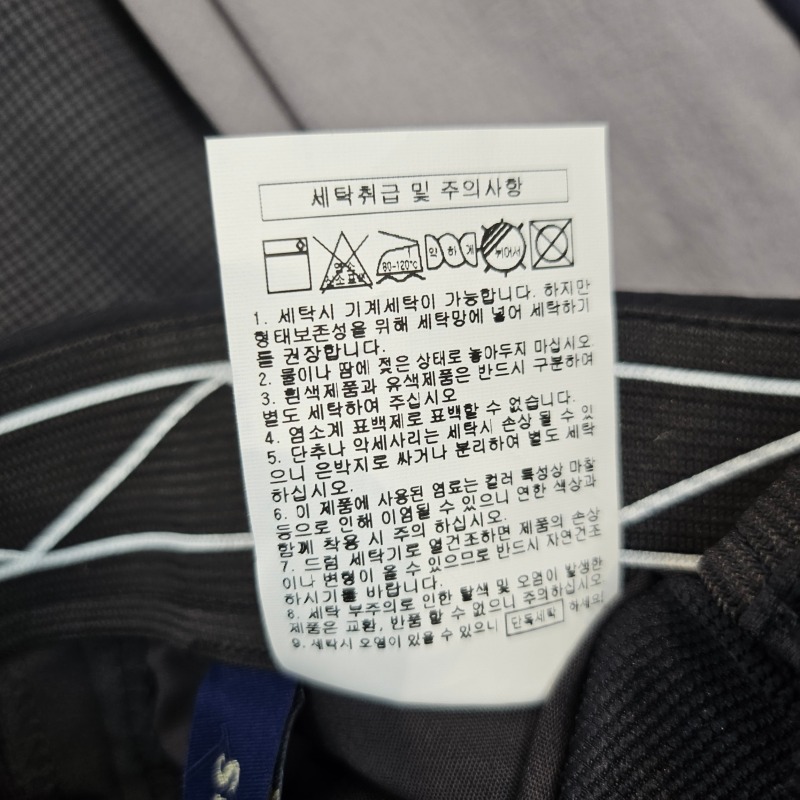 세탁취급 및 주의사항
염소
염소표백
80-120℃
약하게
뉘어서
1. 세탁시 기계세탁이 가능합니다. 하지만
형태보존성을 위해 세탁망에 넣어 세탁하기
를 권장합니다.
2. 물이나 땀에 젖은 상태로 놓아두지 마십시오
3. 흰색제품과 유색제품은 반드시 구분하여
별도 세탁하여 주십시오
4. 염소계 표백제로 표백할 수 없습니다.
5. 단추나 악세사리는 세탁시 손상 될 수 있
으니 은박지로 싸거나 분리하여 별도 세탁
하십시오.
6. 이 제품에 사용된 염료는 컬러 특성상 마찰
등으로 인해 이염될 수 있으니 연한 색상과
함께 착용 시 주의 하십시오.
7. 드럼 세탁기로 열건조하면 제품의 손상
이나 변형이 올 수 있으므로 반드시 자연건조
하시기를 바랍니다.
8. 세탁 부주의로 인한 탈색 및 오염이 발생한
제품은 교환, 반품 할 수 없으니 주의하십시오
9. 세탁시 오염이 있을 수 있으니 단독세탁 하세요